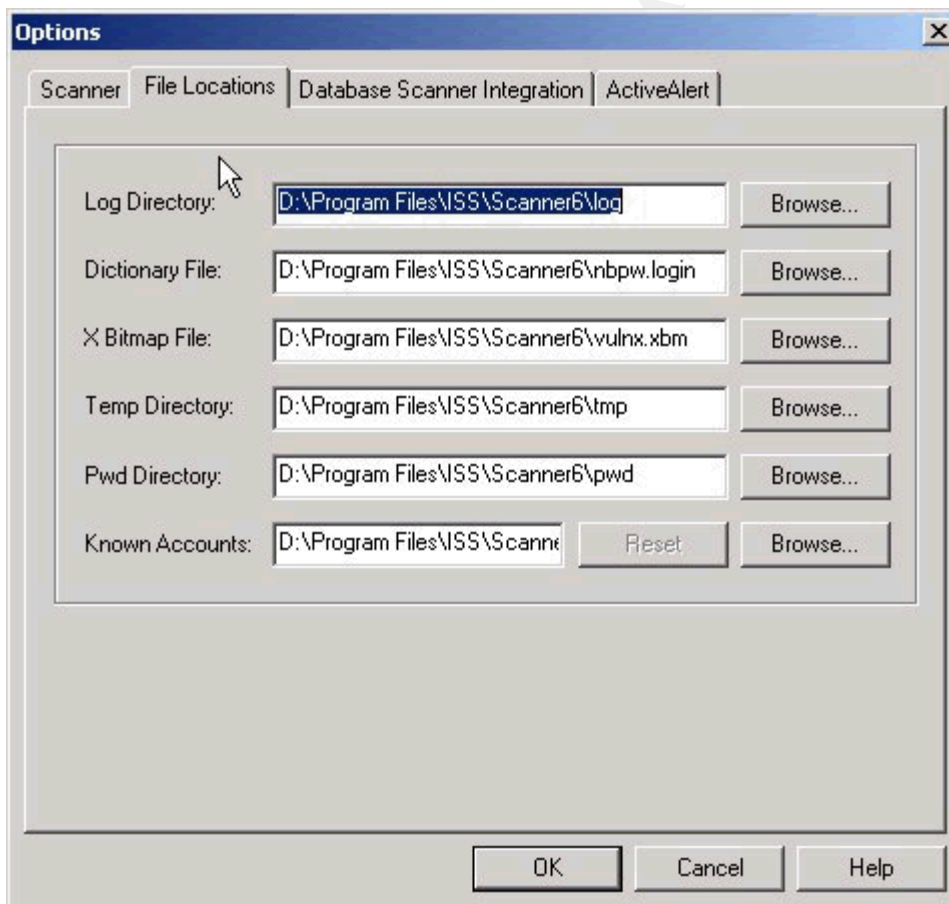 Options
Scanner File Locations Database Scanner Integration ActiveAlert
Log Directory: D:\Program Files\ISS\Scanner6\log Browse...
Dictionary File: D:\Program Files\ISS\Scanner6\nbpw.login Browse...
X Bitmap File: D:\Program Files\ISS\Scanner6\vulnx.xbm Browse...
Temp Directory: D:\Program Files\ISS\Scanner6\tmp Browse...
Pwd Directory: D:\Program Files\ISS\Scanner6\pwd Browse...
Known Accounts: D:\Program Files\ISS\Scanne Reset Browse...
OK Cancel Help